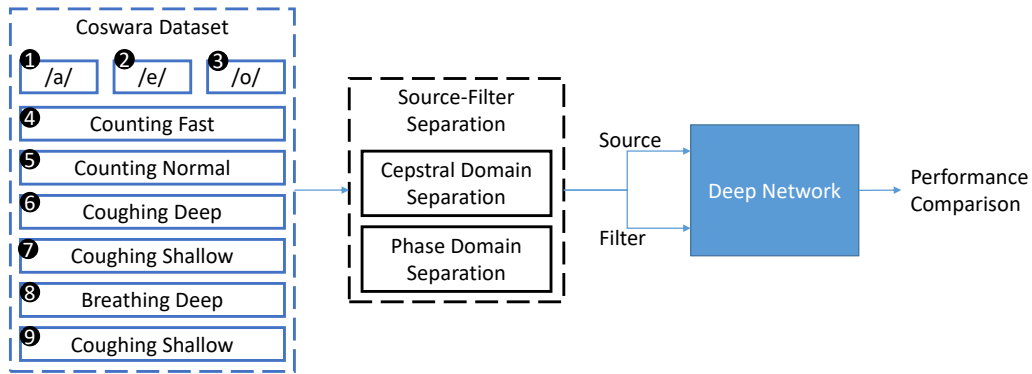 Coswara Dataset
1 2 3
/a/ /e/ /o/
4 Counting Fast
5 Counting Normal
6 Coughing Deep
7 Coughing Shallow
8 Breathing Deep
9 Coughing Shallow
Source-Filter
Separation
Cepstral Domain
Separation
Phase Domain
Separation
Source
Filter
Deep Network
Performance
Comparison